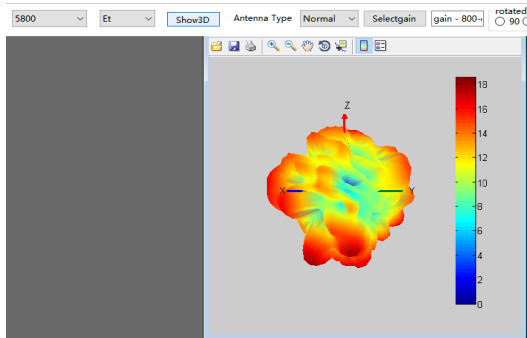 5800 Et Show3D Antenna Type Normal Selectgain gain - 800- rotated
90
Z
X
Y
18
16
14
12
10
8
6
4
2
0